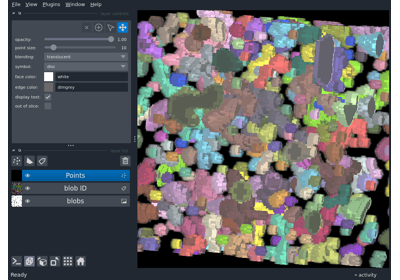 File View Plugins Window Help
opacity: 1.00
point size: 10
blending: translucent
symbol: disc
face color: white
edge color: dimgrey
display text:
out of slice:
Points
blob ID
blobs
Ready
activity